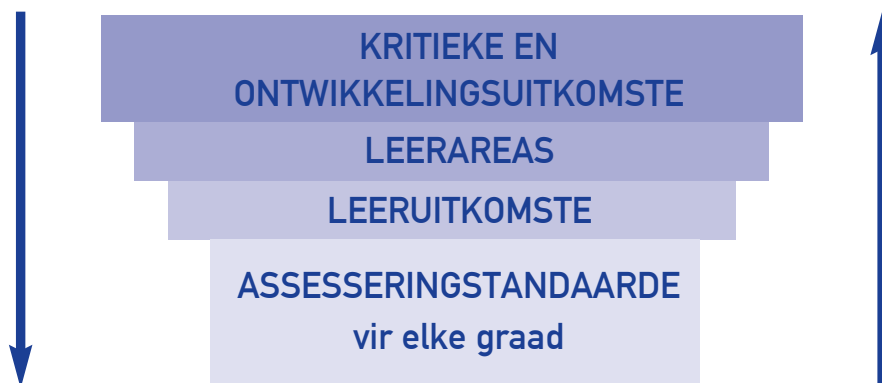 KRITIEKE EN
ONTWIKKELINGSUITKOMSTE
LEERAREAS
LEERUITKOMSTE
ASSESSERINGSTANDAARDE
vir elke graad